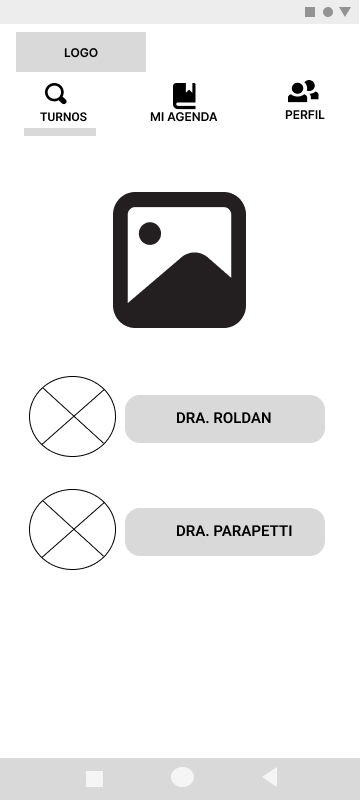 LOGO
TURNOS
MI AGENDA
PERFIL
DRA. ROLDAN
DRA. PARAPETTI